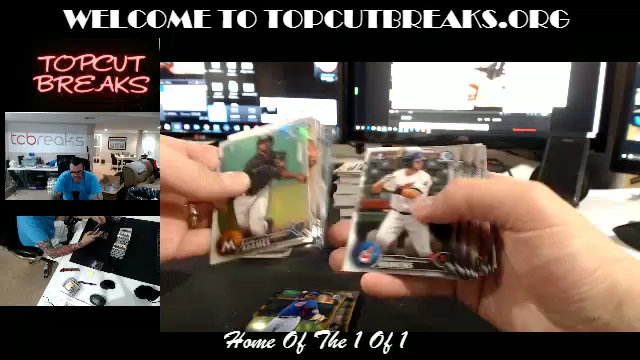 WELCOME TO TOPCUTBREAKS.ORG
TOPCUT
BREAKS
tcbreaks
Home Of The 1 Of 1